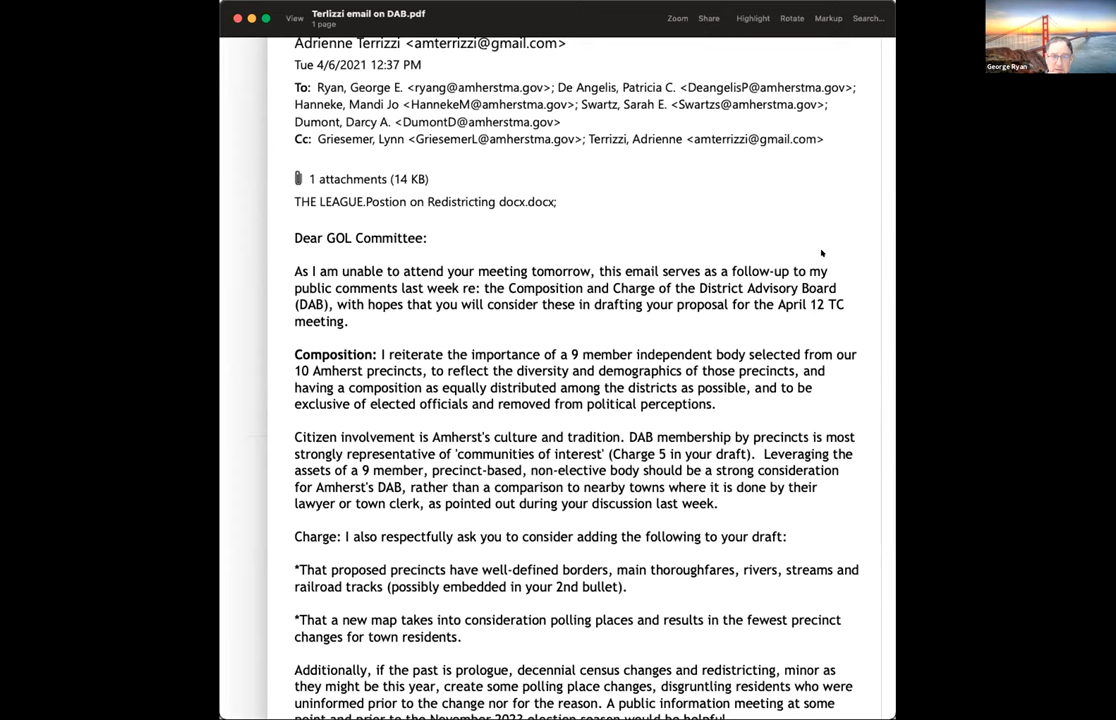 View
Terlizzi email on DAB.pdf
1 page
Zoom Share Highlight Rotate Markup Search...
George Ryan
Adrienne Terrizzi <amterrizzi@gmail.com>
Tue 4/6/2021 12:37 PM
To: Ryan, George E. <ryang@amherstma.gov>; De Angelis, Patricia C. <DeangelisP@amherstma.gov>;
Hanneke, Mandi Jo <HannekeM@amherstma.gov>; Swartz, Sarah E. <Swartzs@amherstma.gov>;
Dumont, Darcy A. <DumontD@amherstma.gov>
Cc: Griesemer, Lynn <GriesemerL@amherstma.gov>; Terrizzi, Adrienne <amterrizzi@gmail.com>
1 attachments (14 KB)
THE LEAGUE.Postion on Redistricting docx.docx;
Dear GOL Committee:
As I am unable to attend your meeting tomorrow, this email serves as a follow-up to my
public comments last week re: the Composition and Charge of the District Advisory Board
(DAB), with hopes that you will consider these in drafting your proposal for the April 12 TC
meeting.
Composition: I reiterate the importance of a 9 member independent body selected from our
10 Amherst precincts, to reflect the diversity and demographics of those precincts, and
having a composition as equally distributed among the districts as possible, and to be
exclusive of elected officials and removed from political perceptions.
Citizen involvement is Amherst's culture and tradition. DAB membership by precincts is most
strongly representative of 'communities of interest' (Charge 5 in your draft). Leveraging the
assets of a 9 member, precinct-based, non-elective body should be a strong consideration
for Amherst's DAB, rather than a comparison to nearby towns where it is done by their
lawyer or town clerk, as pointed out during your discussion last week.
Charge: I also respectfully ask you to consider adding the following to your draft:
*That proposed precincts have well-defined borders, main thoroughfares, rivers, streams and
railroad tracks (possibly embedded in your 2nd bullet).
*That a new map takes into consideration polling places and results in the fewest precinct
changes for town residents.
Additionally, if the past is prologue, decennial census changes and redistricting, minor as
they might be this year, create some polling place changes, disgruntling residents who were
uninformed prior to the change nor for the reason. A public information meeting at some
point and prior to the November 2023 election season would be helpful.